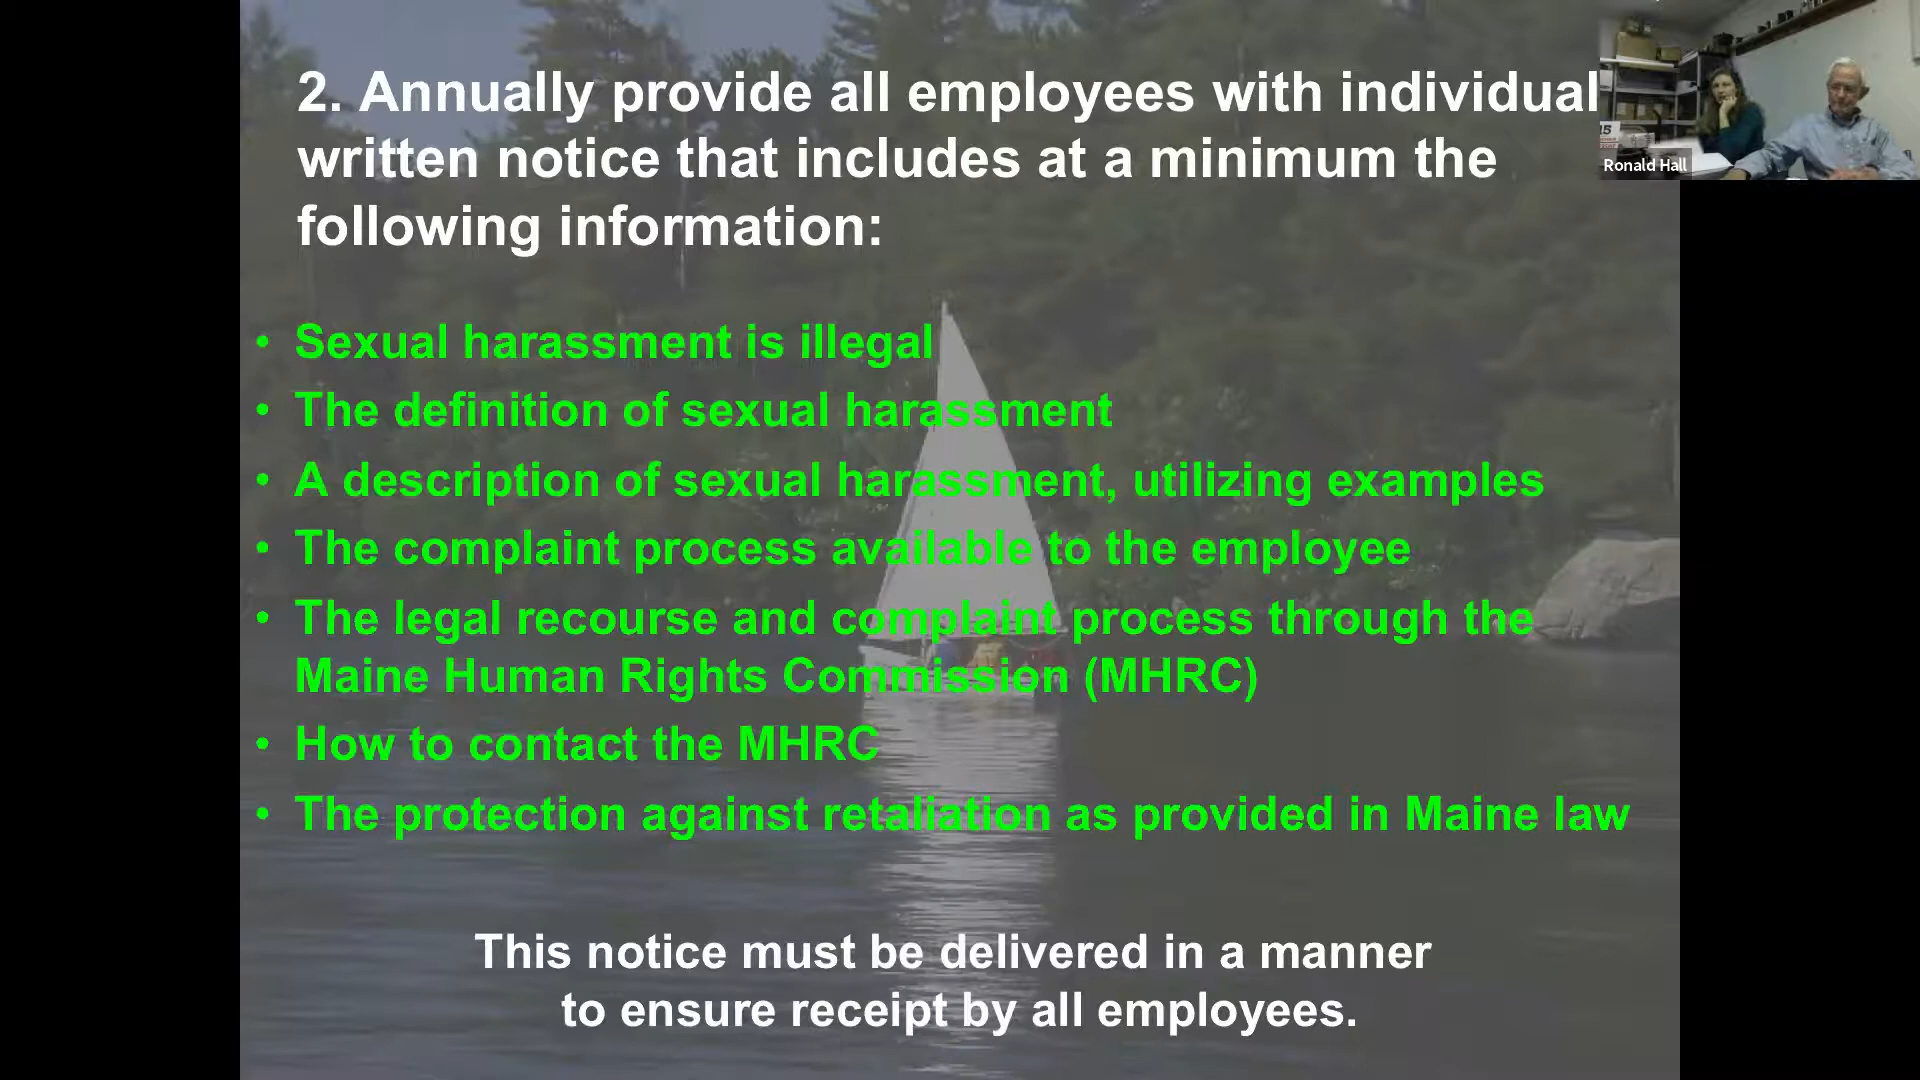 2. Annually provide all employees with individual
written notice that includes at a minimum the
following information:
• Sexual harassment is illegal
• The definition of sexual harassment
• A description of sexual harassment, utilizing examples
• The complaint process available to the employee
• The legal recourse and complaint process through the
Maine Human Rights Commission (MHRC)
• How to contact the MHRC
• The protection against retaliation as provided in Maine law
This notice must be delivered in a manner
to ensure receipt by all employees.
15
Ronald Hall